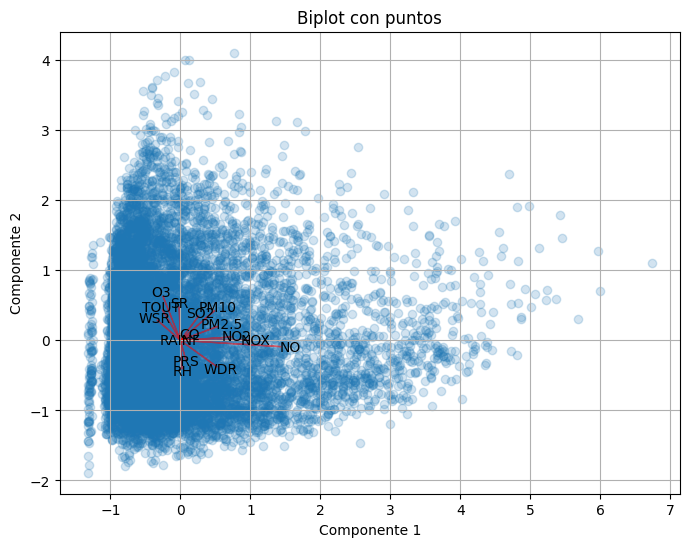 Biplot con puntos
Componente 2
4
3
2
1
0
−1
−2
O3
SR
TOUT
PM10
SO2
WSR
PM2.5
CO
NO2
RAINF
NOX
NO
PRS
WDR
RH
−1 0 1 2 3 4 5 6 7
Componente 1